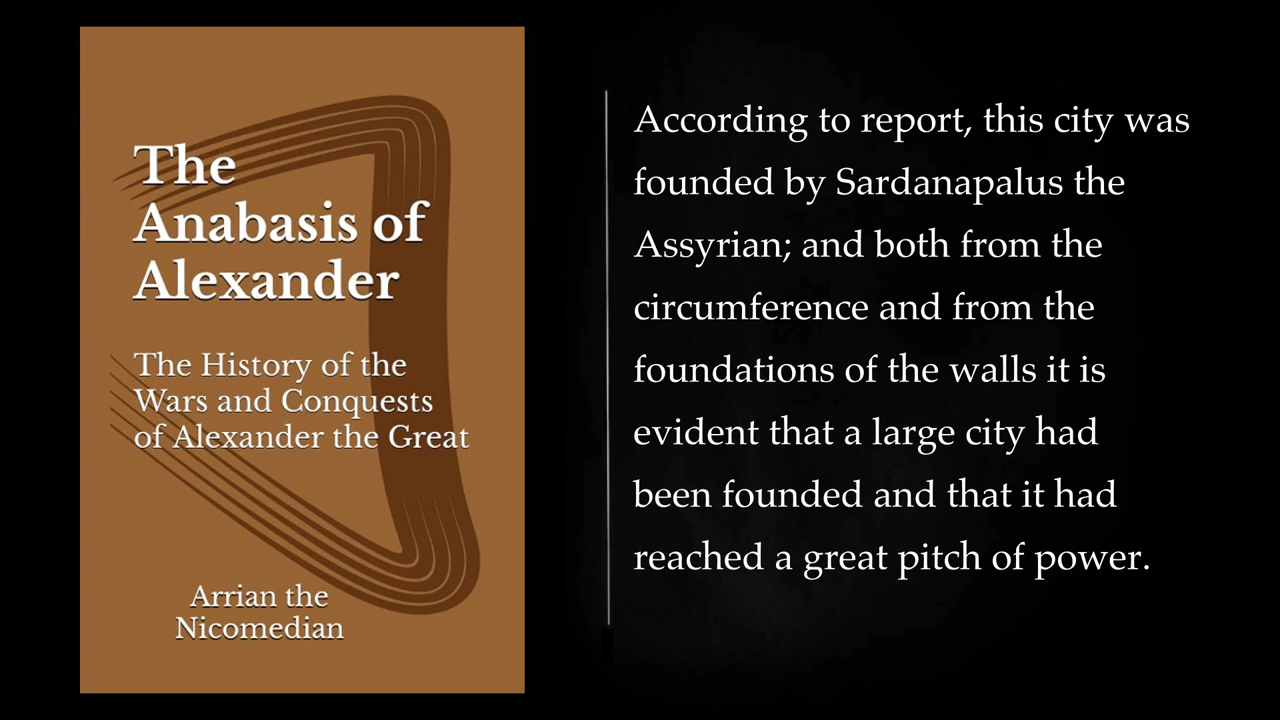 The
Anabasis of
Alexander
The History of the
Wars and Conquests
of Alexander the Great
Arrian the
Nicomedian
According to report, this city was
founded by Sardanapalus the
Assyrian; and both from the
circumference and from the
foundations of the walls it is
evident that a large city had
been founded and that it had
reached a great pitch of power.